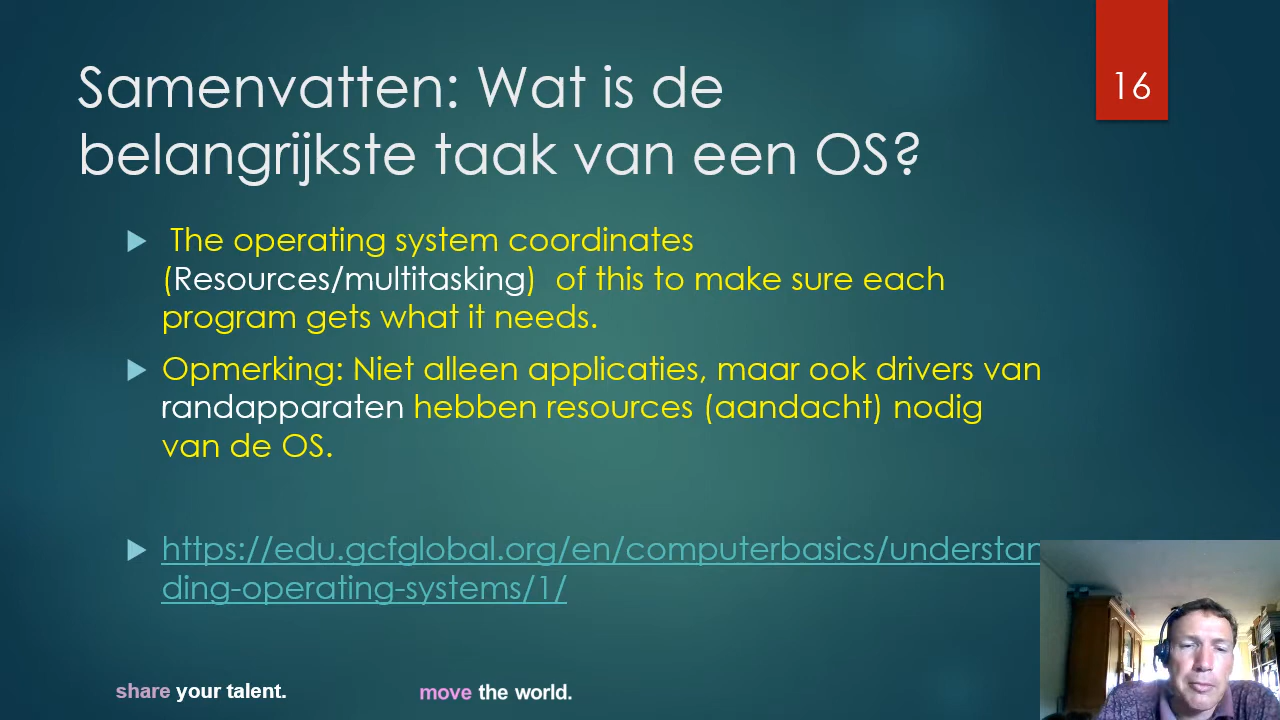 Samenvatten: Wat is de
belangrijkste taak van een OS?
16
The operating system coordinates
(Resources/multitasking) of this to make sure each
program gets what it needs.
Opmerking: Niet alleen applicaties, maar ook drivers van
randapparaten hebben resources (aandacht) nodig
van de OS.
https://edu.gcfglobal.org/en/computerbasics/understan
ding-operating-systems/1/
share your talent.
move the world.